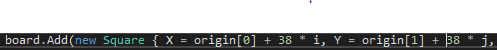 board.Add(new Square { X = origin[0] + 38 * i, Y = origin[1] + 38 * j,